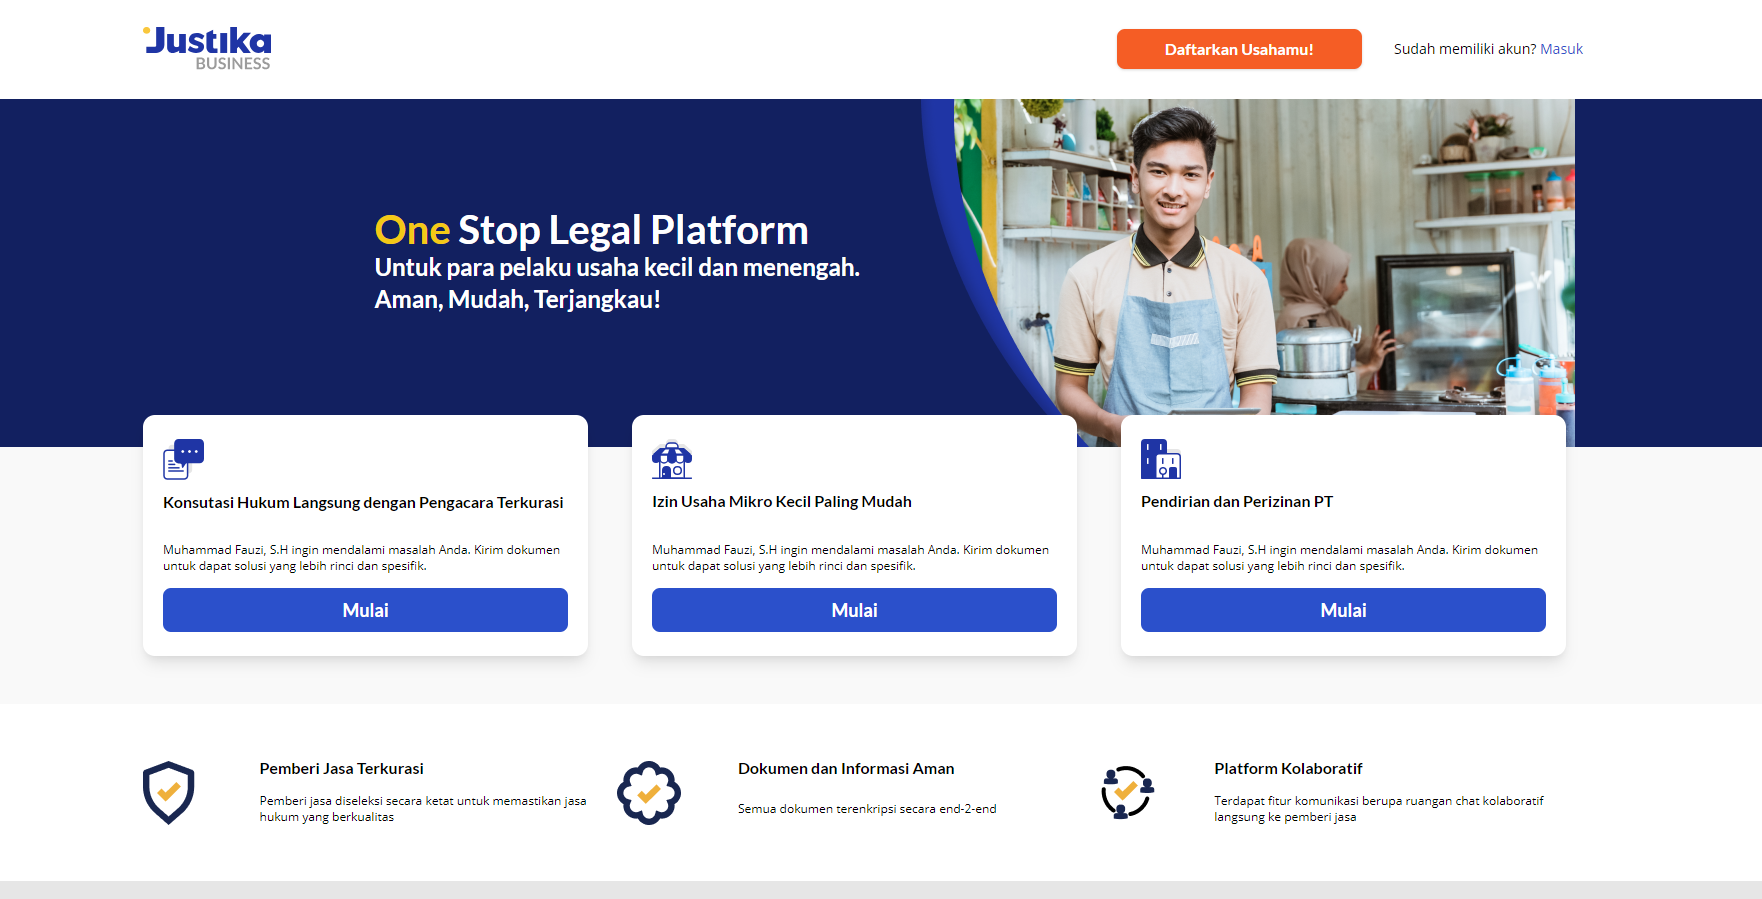 Justika
BUSINESS
Daftarkan Usahamu!
Sudah memiliki akun? Masuk
One Stop Legal Platform
Untuk para pelaku usaha kecil dan menengah.
Aman, Mudah, Terjangkau!
Konsutasi Hukum Langsung dengan Pengacara Terkurasi
Muhammad Fauzi, S.H ingin mendalami masalah Anda. Kirim dokumen
untuk dapat solusi yang lebih rinci dan spesifik.
Mulai
Izin Usaha Mikro Kecil Paling Mudah
Muhammad Fauzi, S.H ingin mendalami masalah Anda. Kirim dokumen
untuk dapat solusi yang lebih rinci dan spesifik.
Mulai
Pendirian dan Perizinan PT
Muhammad Fauzi, S.H ingin mendalami masalah Anda. Kirim dokumen
untuk dapat solusi yang lebih rinci dan spesifik.
Mulai
Pemberi Jasa Terkurasi
Pemberi jasa diseleksi secara ketat untuk memastikan jasa
hukum yang berkualitas
Dokumen dan Informasi Aman
Semua dokumen terenkripsi secara end-2-end
Platform Kolaboratif
Terdapat fitur komunikasi berupa ruangan chat kolaboratif
langsung ke pemberi jasa